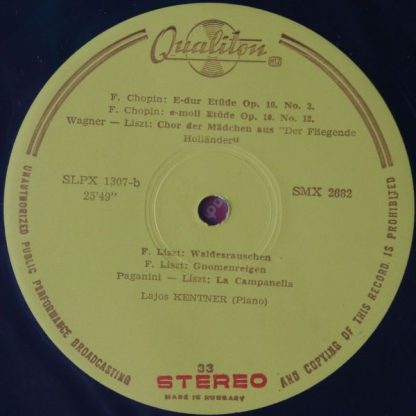 Qualiton
F. Chopin: E-dur Etüde Op. 10. No. 3.
F. Chopin: c-moll Etüde Op. 10. No. 12.
Wagner — Liszt: Chor der Mädchen aus "Der Fliegende
Holländer"
SLPX 1307-b
25'49"
SMX 2682
F. Liszt: Waldesrauschen
F. Liszt: Gnomenreigen
Paganini — Liszt: La Campanella
Lajos KENTNER (Piano)
33
STEREO
MADE IN HUNGARY
UNAUTHORIZED PUBLIC PERFORMANCE BROADCASTING
AND COPYING OF THIS RECORD IS PROHIBITED